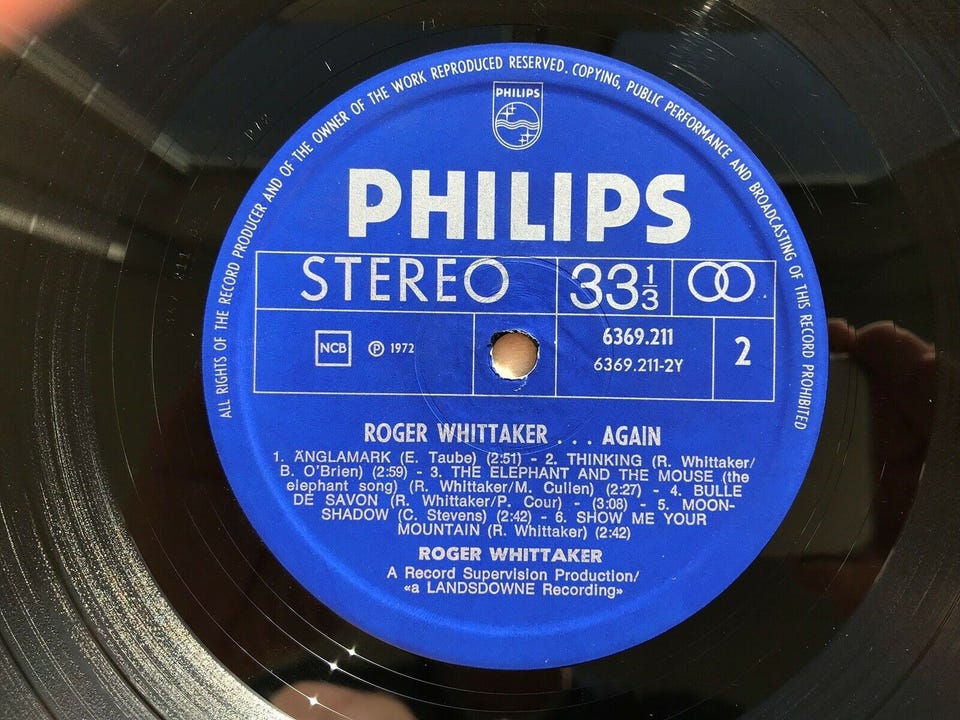 ALL RIGHTS OF THE RECORD PRODUCER AND OF THE OWNER OF THE WORK REPRODUCED RESERVED. COPYING, PUBLIC PERFORMANCE AND BROADCASTING OF THIS RECORD PROHIBITED
PHILIPS
PHILIPS
STEREO 33 1/3
NCB ℗ 1972 6369.211 2
6369.211-2Y
ROGER WHITTAKER . . . AGAIN
1. ÄNGLAMARK (E. Taube) (2:51) - 2. THINKING (R. Whittaker/
B. O'Brien) (2:59) - 3. THE ELEPHANT AND THE MOUSE (the
elephant song) (R. Whittaker/M. Cullen) (2:27) - 4. BULLE
DE SAVON (R. Whittaker/P. Cour) - (3:08) - 5. MOON-
SHADOW (C. Stevens) (2:42) - 6. SHOW ME YOUR
MOUNTAIN (R. Whittaker) (2:42)
ROGER WHITTAKER
A Record Supervision Production/
«a LANDSDOWNE Recording»